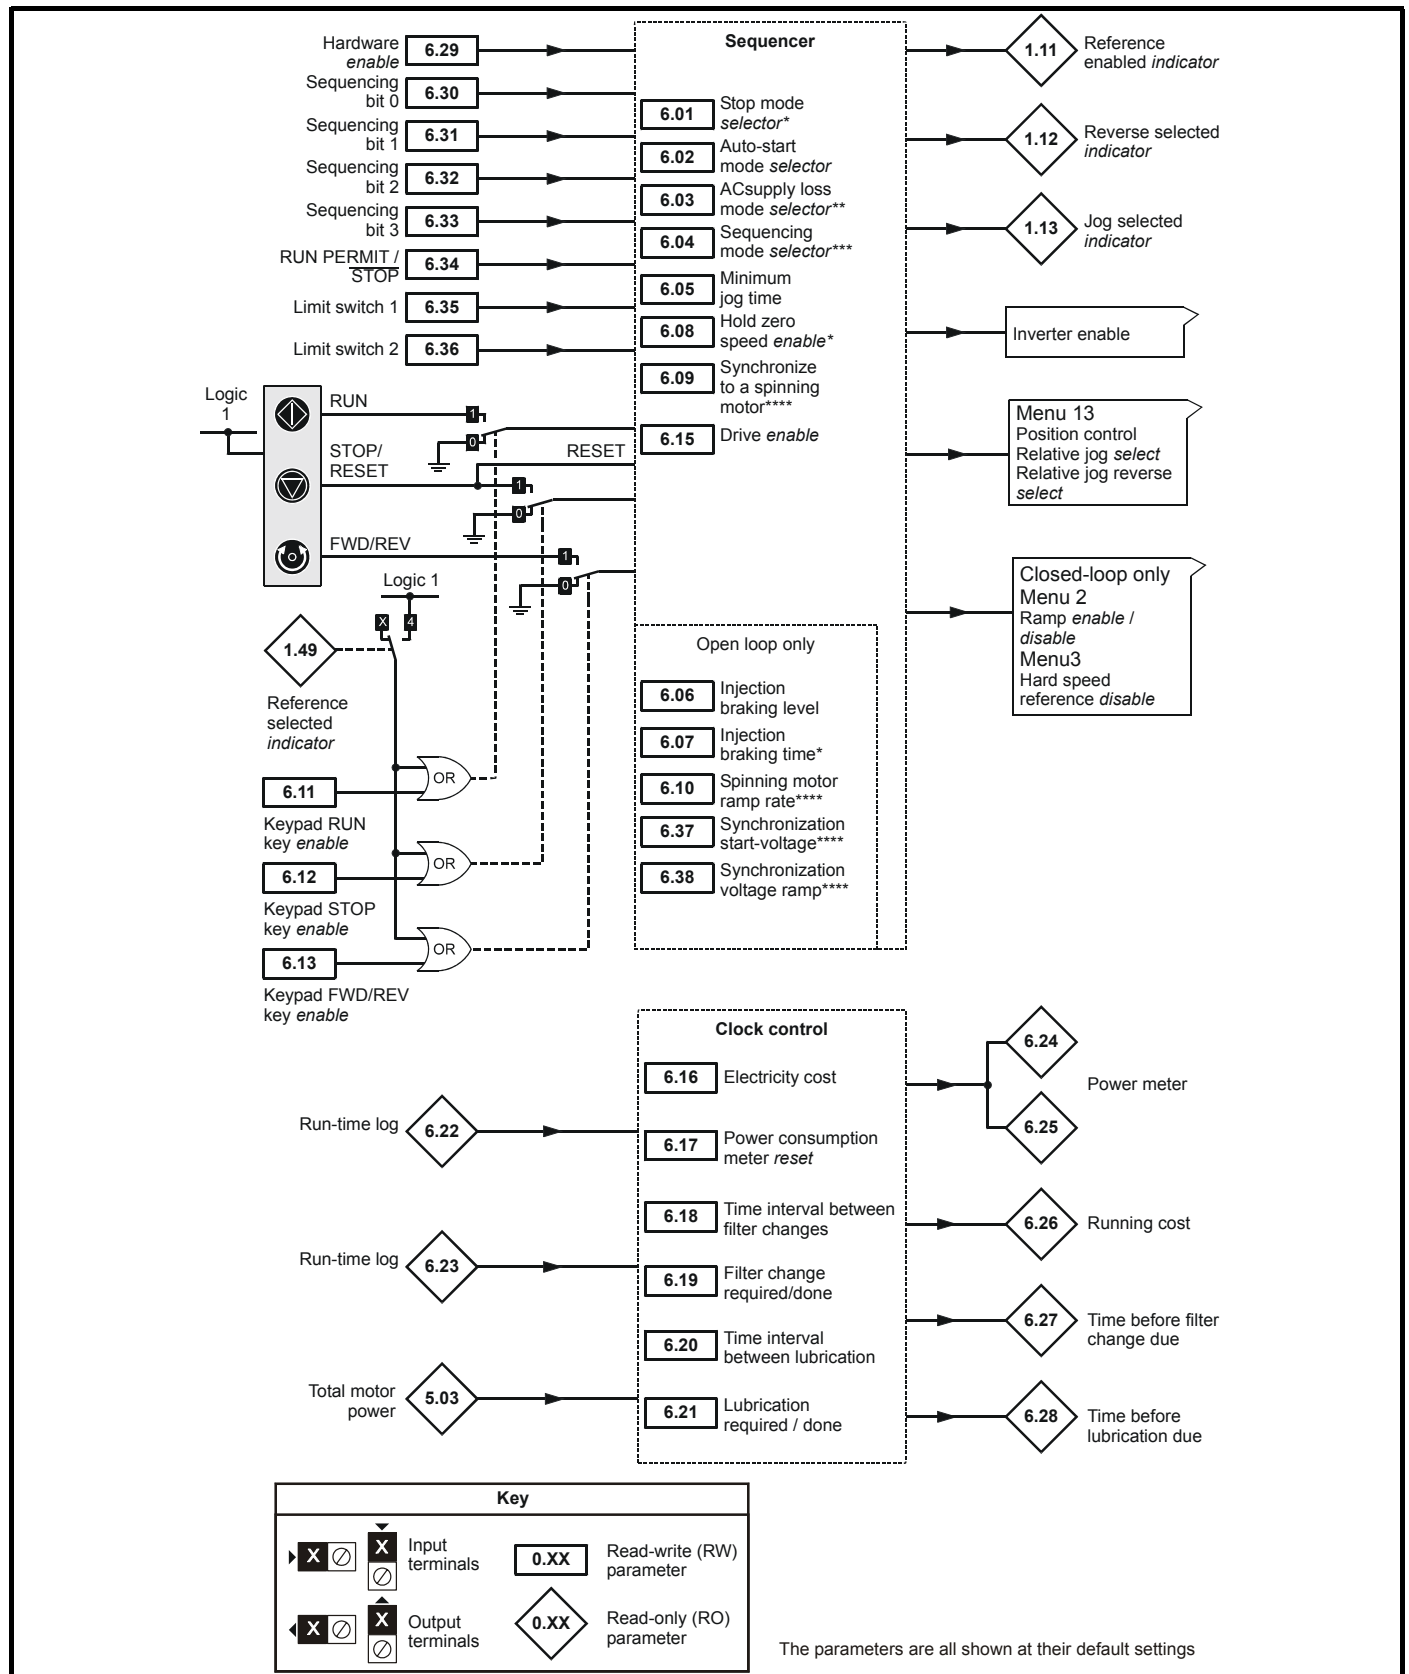 Hardware
enable
6.29
Sequencing
bit 0
6.30
Sequencing
bit 1
6.31
Sequencing
bit 2
6.32
Sequencing
bit 3
6.33
RUN PERMIT /
STOP
6.34
Limit switch 1
6.35
Limit switch 2
6.36
Logic
1
RUN
STOP/
RESET
FWD/REV
1
0
RESET
1
0
1
0
Logic 1
X
4
1.49
Reference
selected
indicator
OR
6.11
Keypad RUN
key enable
OR
6.12
Keypad STOP
key enable
OR
6.13
Keypad FWD/REV
key enable
Sequencer
6.01
Stop mode
selector*
6.02
Auto-start
mode selector
6.03
ACsupply loss
mode selector**
6.04
Sequencing
mode selector***
6.05
Minimum
jog time
6.08
Hold zero
speed enable*
6.09
Synchronize
to a spinning
motor****
6.15
Drive enable
Open loop only
6.06
Injection
braking level
6.07
Injection
braking time*
6.10
Spinning motor
ramp rate****
6.37
Synchronization
start-voltage****
6.38
Synchronization
voltage ramp****
1.11
Reference
enabled indicator
1.12
Reverse selected
indicator
1.13
Jog selected
indicator
Inverter enable
Menu 13
Position control
Relative jog select
Relative jog reverse
select
Closed-loop only
Menu 2
Ramp enable /
disable
Menu3
Hard speed
reference disable
Run-time log
6.22
Run-time log
6.23
Total motor
power
5.03
Clock control
6.16
Electricity cost
6.17
Power consumption
meter reset
6.18
Time interval between
filter changes
6.19
Filter change
required/done
6.20
Time interval
between lubrication
6.21
Lubrication
required / done
6.24
Power meter
6.25
6.26
Running cost
6.27
Time before filter
change due
6.28
Time before
lubrication due
Key
X
X
Input
terminals
0.XX
Read-write (RW)
parameter
X
X
Output
terminals
0.XX
Read-only (RO)
parameter
The parameters are all shown at their default settings